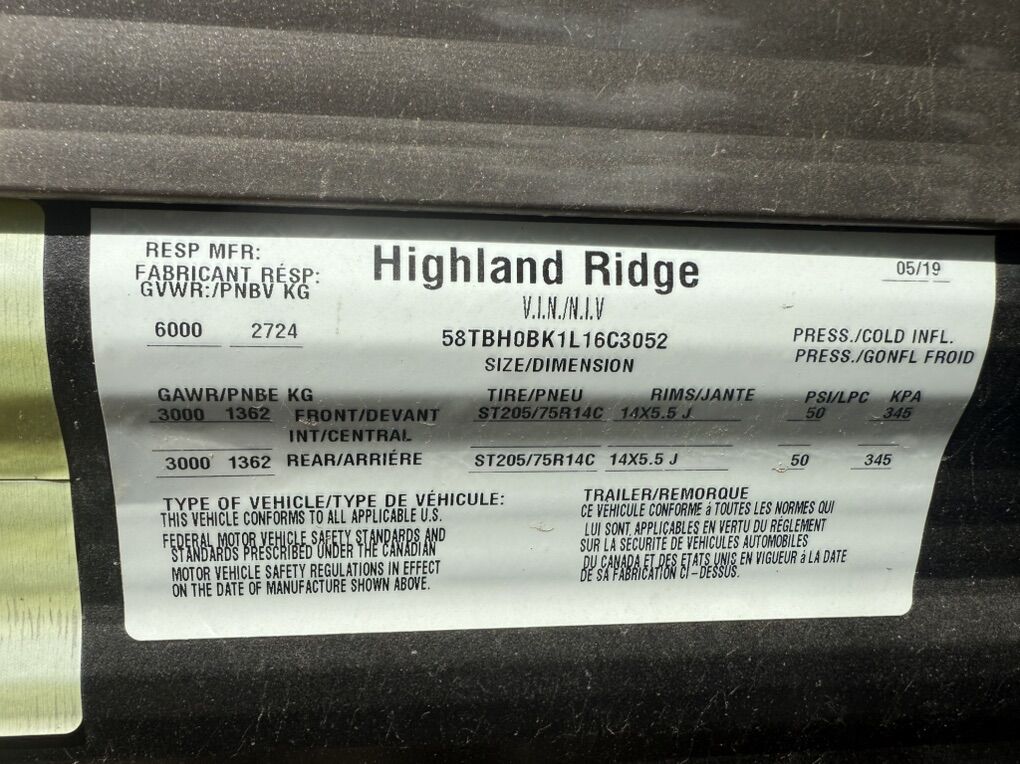 RESP MFR: Highland Ridge 05/19
FABRICANT RÉSP:
GVWR:/PNBV KG
V.I.N./N.I.V
6000 2724 58TBH0BK1L16C3052 PRESS./COLD INFL.
SIZE/DIMENSION PRESS./GONFL FROID
GAWR/PNBE KG TIRE/PNEU RIMS/JANTE PSI/LPC KPA
3000 1362 FRONT/DEVANT ST205/75R14C 14X5.5 J 50 345
INT/CENTRAL
3000 1362 REAR/ARRIÉRE ST205/75R14C 14X5.5 J 50 345
TYPE OF VEHICLE/TYPE DE VÉHICULE: TRAILER/REMORQUE
THIS VEHICLE CONFORMS TO ALL APPLICABLE U.S.
FEDERAL MOTOR VEHICLE SAFETY STANDARDS AND
STANDARDS PRESCRIBED UNDER THE CANADIAN
MOTOR VEHICLE SAFETY REGULATIONS IN EFFECT
ON THE DATE OF MANUFACTURE SHOWN ABOVE.
CE VÉHICULE CONFORME á TOUTES LES NORMES QUI
LUI SONT APPLICABLES EN VERTU DU RÉGLEMENT
SUR LA SECURITE DE VÉHICULES AUTOMOBILES
DU CANADA ET DES ETATS UNIS EN VIGUEUR á LA DATE
DE SA FABRICATION CI-DESSUS.